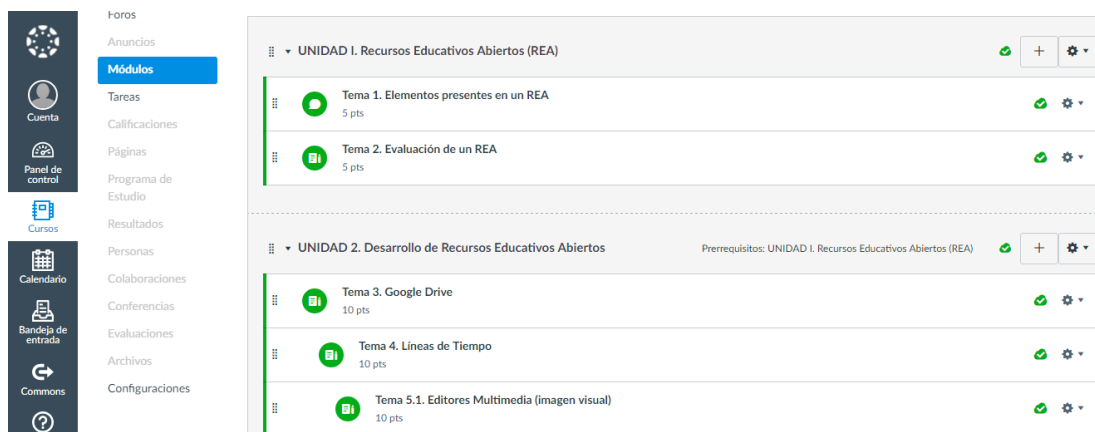 Foros
Anuncios
Módulos
Tareas
Calificaciones
Páginas
Programa de
Estudio
Resultados
Personas
Colaboraciones
Conferencias
Evaluaciones
Archivos
Configuraciones
Cuenta
Panel de
control
Cursos
Calendario
Bandeja de
entrada
Commons
UNIDAD I. Recursos Educativos Abiertos (REA)
Tema 1. Elementos presentes en un REA
5 pts
Tema 2. Evaluación de un REA
5 pts
UNIDAD 2. Desarrollo de Recursos Educativos Abiertos
Prerrequisitos: UNIDAD I. Recursos Educativos Abiertos (REA)
Tema 3. Google Drive
10 pts
Tema 4. Líneas de Tiempo
10 pts
Tema 5.1. Editores Multimedia (imagen visual)
10 pts